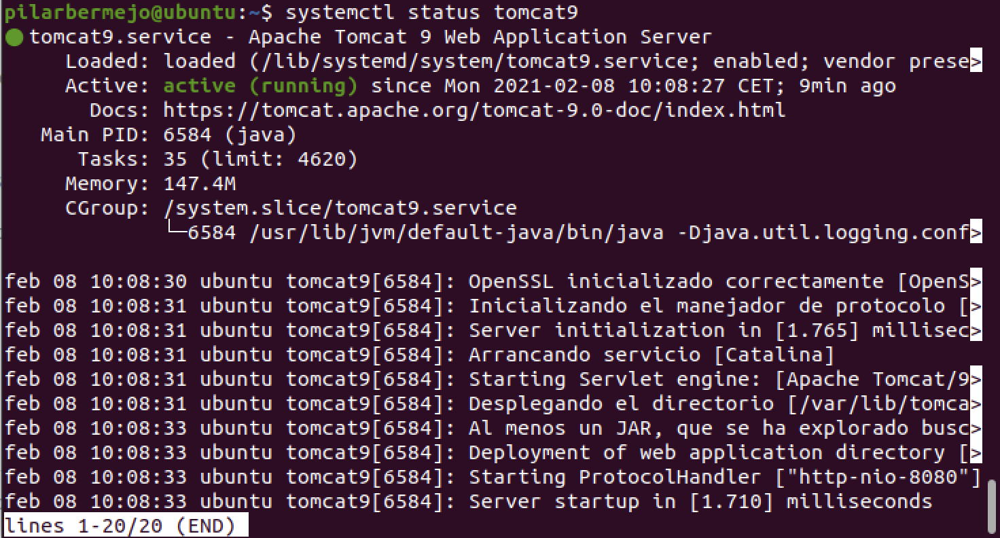 pilarbermejo@ubuntu:~$ systemctl status tomcat9
● tomcat9.service - Apache Tomcat 9 Web Application Server
     Loaded: loaded (/lib/systemd/system/tomcat9.service; enabled; vendor prese>
     Active: active (running) since Mon 2021-02-08 10:08:27 CET; 9min ago
       Docs: https://tomcat.apache.org/tomcat-9.0-doc/index.html
   Main PID: 6584 (java)
      Tasks: 35 (limit: 4620)
     Memory: 147.4M
     CGroup: /system.slice/tomcat9.service
             └─6584 /usr/lib/jvm/default-java/bin/java -Djava.util.logging.conf>

feb 08 10:08:30 ubuntu tomcat9[6584]: OpenSSL inicializado correctamente [OpenS>
feb 08 10:08:31 ubuntu tomcat9[6584]: Inicializando el manejador de protocolo [>
feb 08 10:08:31 ubuntu tomcat9[6584]: Server initialization in [1.765] millisec>
feb 08 10:08:31 ubuntu tomcat9[6584]: Arrancando servicio [Catalina]
feb 08 10:08:31 ubuntu tomcat9[6584]: Starting Servlet engine: [Apache Tomcat/9>
feb 08 10:08:31 ubuntu tomcat9[6584]: Desplegando el directorio [/var/lib/tomca>
feb 08 10:08:33 ubuntu tomcat9[6584]: Al menos un JAR, que se ha explorado busc>
feb 08 10:08:33 ubuntu tomcat9[6584]: Deployment of web application directory [>
feb 08 10:08:33 ubuntu tomcat9[6584]: Starting ProtocolHandler ["http-nio-8080"]
feb 08 10:08:33 ubuntu tomcat9[6584]: Server startup in [1.710] milliseconds
lines 1-20/20 (END)